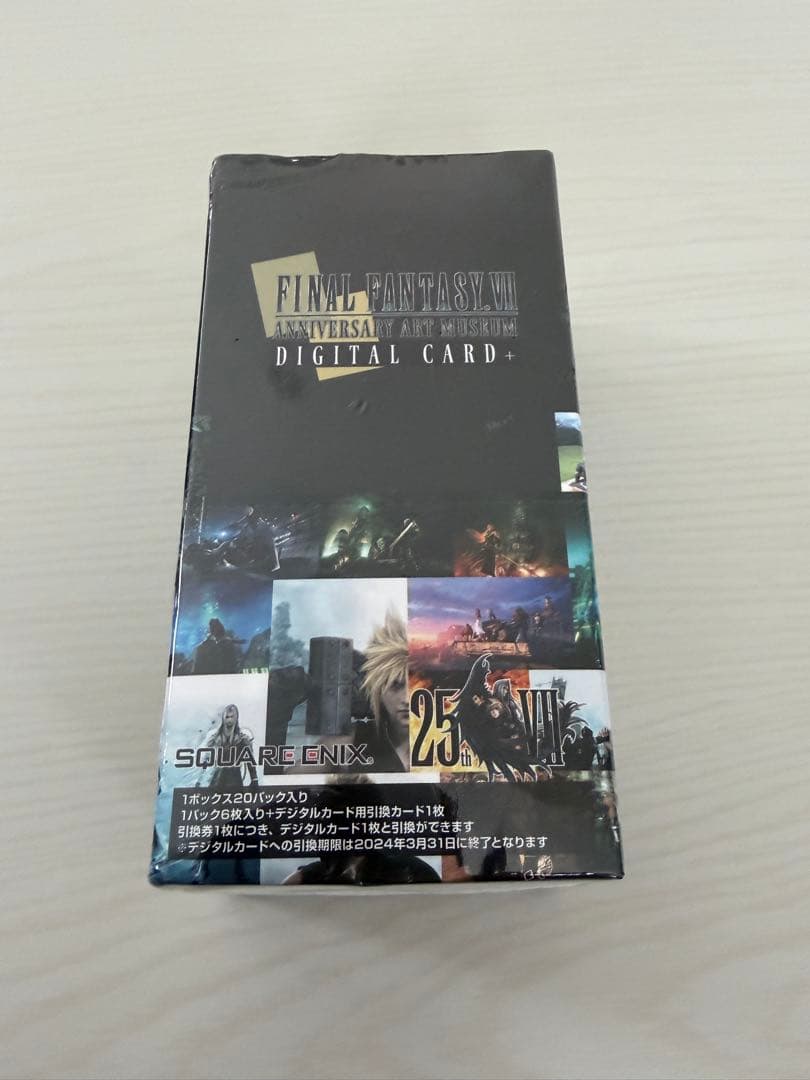 FINAL FANTASY VII
ANNIVERSARY ART MUSEUM
DIGITAL CARD+
SQUARE ENIX®
25th VII
1ボックス20パック入り
1パック6枚入り+デジタルカード用引換カード1枚
引換券1枚につき、デジタルカード1枚と引換ができます
※デジタルカードへの引換期限は2024年3月31日に終了となります